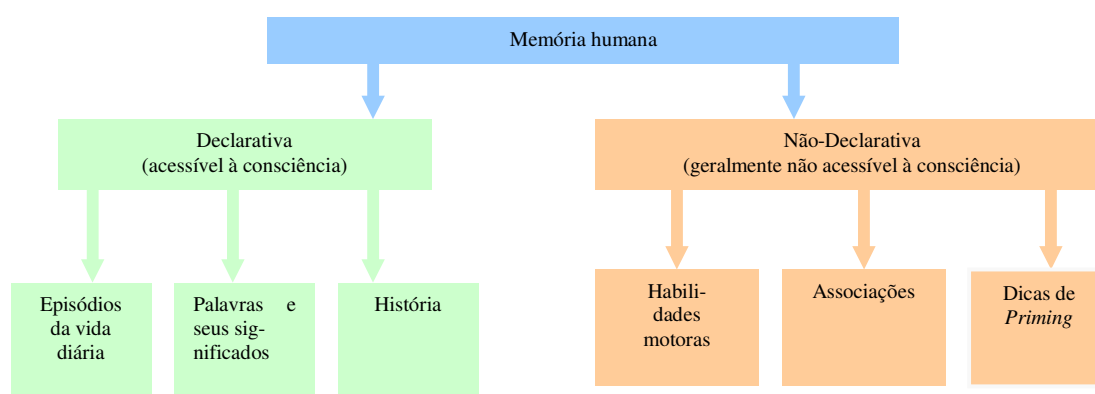 Memória humana
Declarativa
(acessível à consciência)
Não-Declarativa
(geralmente não acessível à consciência)
Episódios
da vida
diária
Palavras e
seus sig-
nificados
História
Habili-
dades
motoras
Associações
Dicas de
Priming